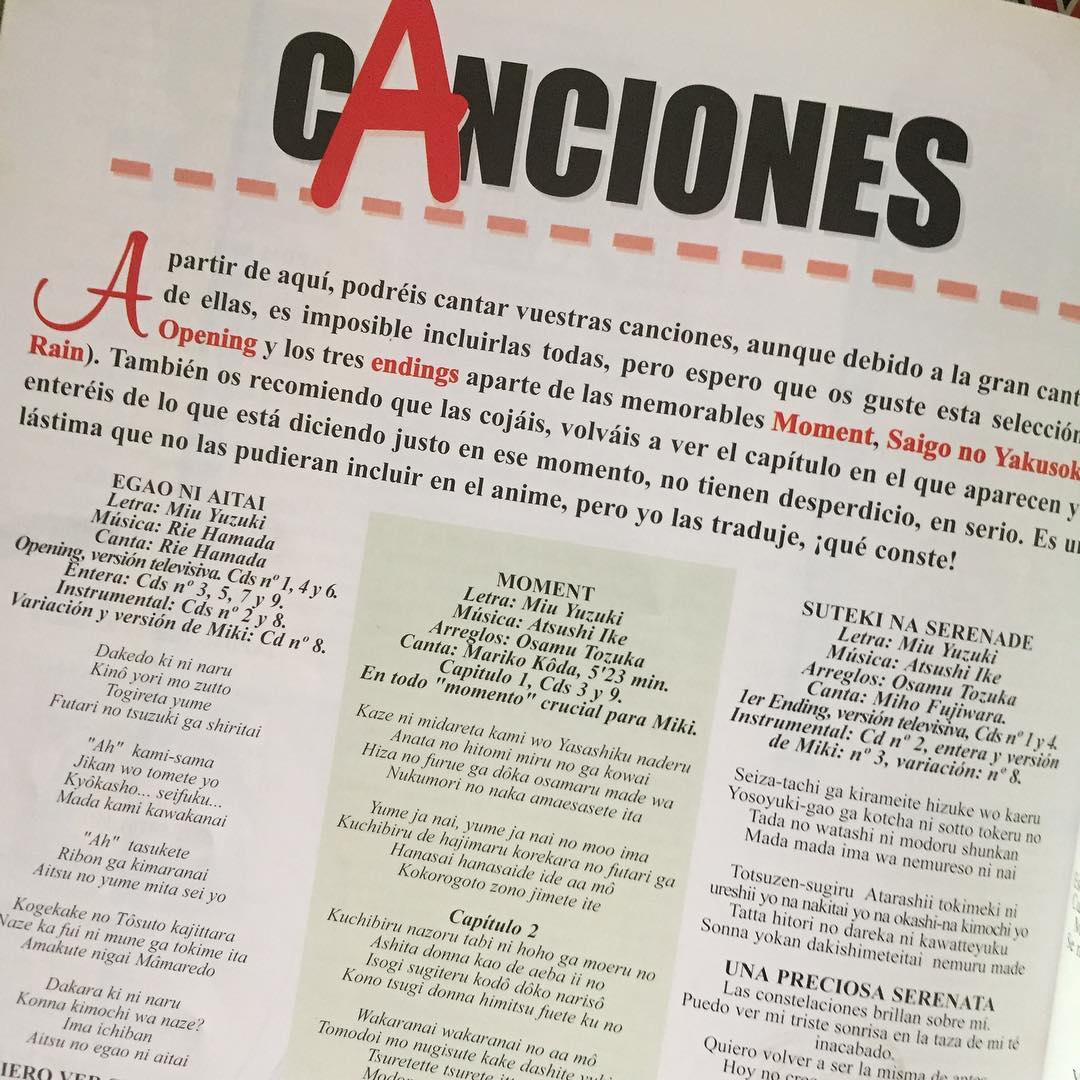 CANCIONES
A partir de aquí, podréis cantar vuestras canciones, aunque debido a la gran
de ellas, es imposible incluirlas todas, pero espero que os guste esta
Opening y los tres endings aparte de las memorables Moment, Saigo no
Rain). También os recomiendo que las cojáis, volváis a ver el capítulo en el que aparecen y
enteréis de lo que está diciendo justo en ese momento, no tienen desperdicio, en serio. Es
lástima que no las pudieran incluir en el anime, pero yo las traduje, ¡qué conste!
EGAO NI AITAI
Letra: Miu Yuzuki
Música: Rie Hamada
Canta: Rie Hamada
Opening, versión televisiva. Cds nº 1, 4 y 6.
Entera: Cds nº 3, 5, 7 y 9.
Instrumental: Cds nº 2 y 8.
Variación y versión de Miki: Cd nº 8.
Dakedo ki ni naru
Kinô yori mo zutto
Togireta yume
Futari no tsuzuki ga shiritai
"Ah" kami-sama
Jikan wo tomete yo
Kyôkasho... seifuku...
Mada kami kawakanai
"Ah" tasukete
Ribon ga kimaranai
Aitsu no yume mita sei yo
Kogekake no Tôsuto kajittara
Naze ka fui ni mune ga tokime ita
Amakute nigai Mâmaredo
Dakara ki ni naru
Konna kimochi wa naze?
Ima ichiban
Aitsu no egao ni aitai
MOMENT
Letra: Miu Yuzuki
Música: Atsushi Ike
Arreglos: Osamu Tozuka
Canta: Mariko Kôda, 5'23 min.
Capitulo 1, Cds 3 y 9.
En todo "momento" crucial para Miki.
Kaze ni midareta kami wo Yasashiku naderu
Anata no hitomi miru no ga kowai
Hiza no furue ga dôka osamaru made wa
Nukumori no naka amaesasete ita
Yume ja nai, yume ja nai no moo ima
Kuchibiru de hajimaru korekara no futari ga
Hanasai hanasaide ide aa mô
Kokorogoto zono jimete ite
Capítulo 2
Kuchibiru nazoru tabi ni hoho ga moeru no
Ashita donna kao de aeba ii no
Isogi sugiteru kodô dôko narisô
Kono tsugi donna himitsu fuete ku no
Wakaranai wakaranai no aa mô
Tomodoi mo nugisute kake dashite
Tsuretette tsurete
SUTEKI NA SERENADE
Letra: Miu Yuzuki
Música: Atsushi Ike
Arreglos: Osamu Tozuka
Canta: Miho Fujiwara.
1er Ending, versión televisiva, Cds nº 1 y 4.
Instrumental: Cd nº 2, entera y versión
de Miki: nº 3, variación: nº 8.
Seiza-tachi ga kirameite hizuke wo kaeru
Yosoyuki-gao ga kotcha ni sotto tokeru no
Tada no watashi ni modoru shunkan
Mada mada ima wa nemureso ni nai
Totsuzen-sugiru Atarashii tokimeki ni
ureshii yo na nakitai yo na okashi-na kimochi yo
Tatta hitori no dareka ni kawatteyuku
Sonna yokan dakishimeteitai nemuru made
UNA PRECIOSA SERENATA
Las constelaciones brillan sobre mí.
Puedo ver mi triste sonrisa en la taza de mi té
inacabado.
Quiero volver a ser la misma de antes
Hoy no